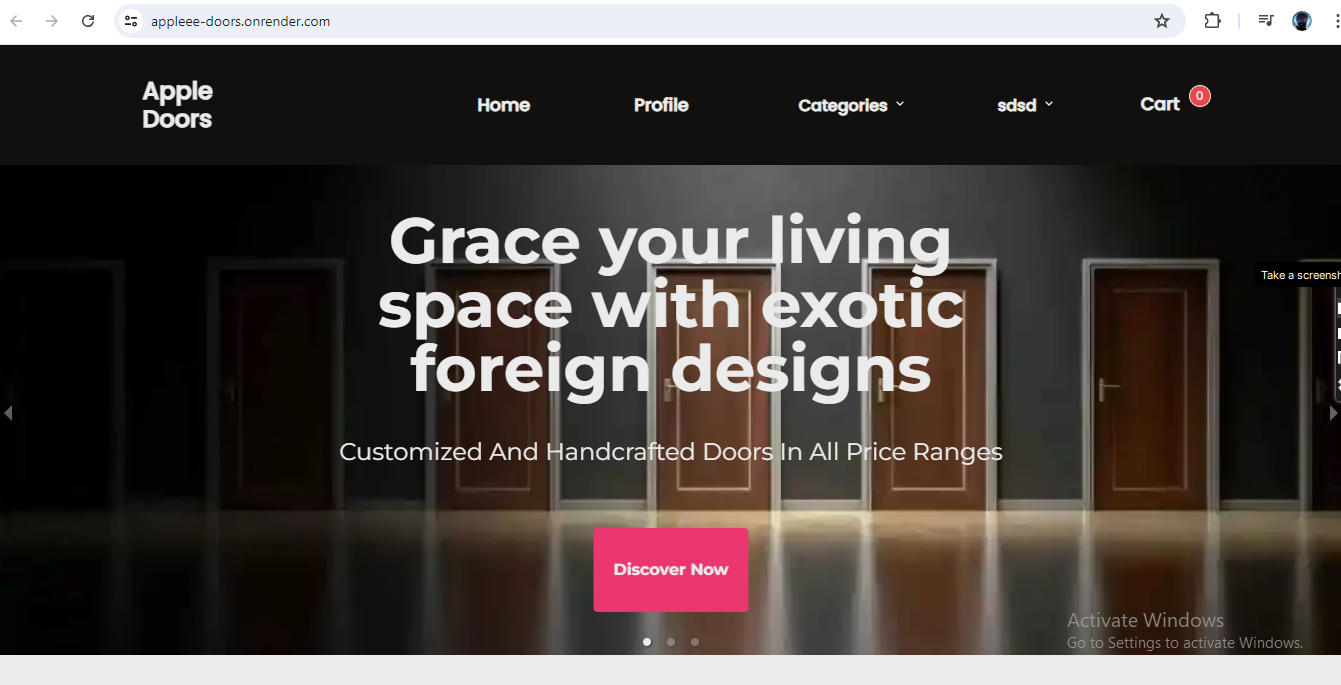 appleee-doors.onrender.com
Apple
Doors
Home
Profile
Categories
sdsd
Cart
0
Grace your living
space with exotic
foreign designs
Take a
Customized And Handcrafted Doors In All Price Ranges
Discover Now
Activate Windows
Go to Settings to activate Windows.